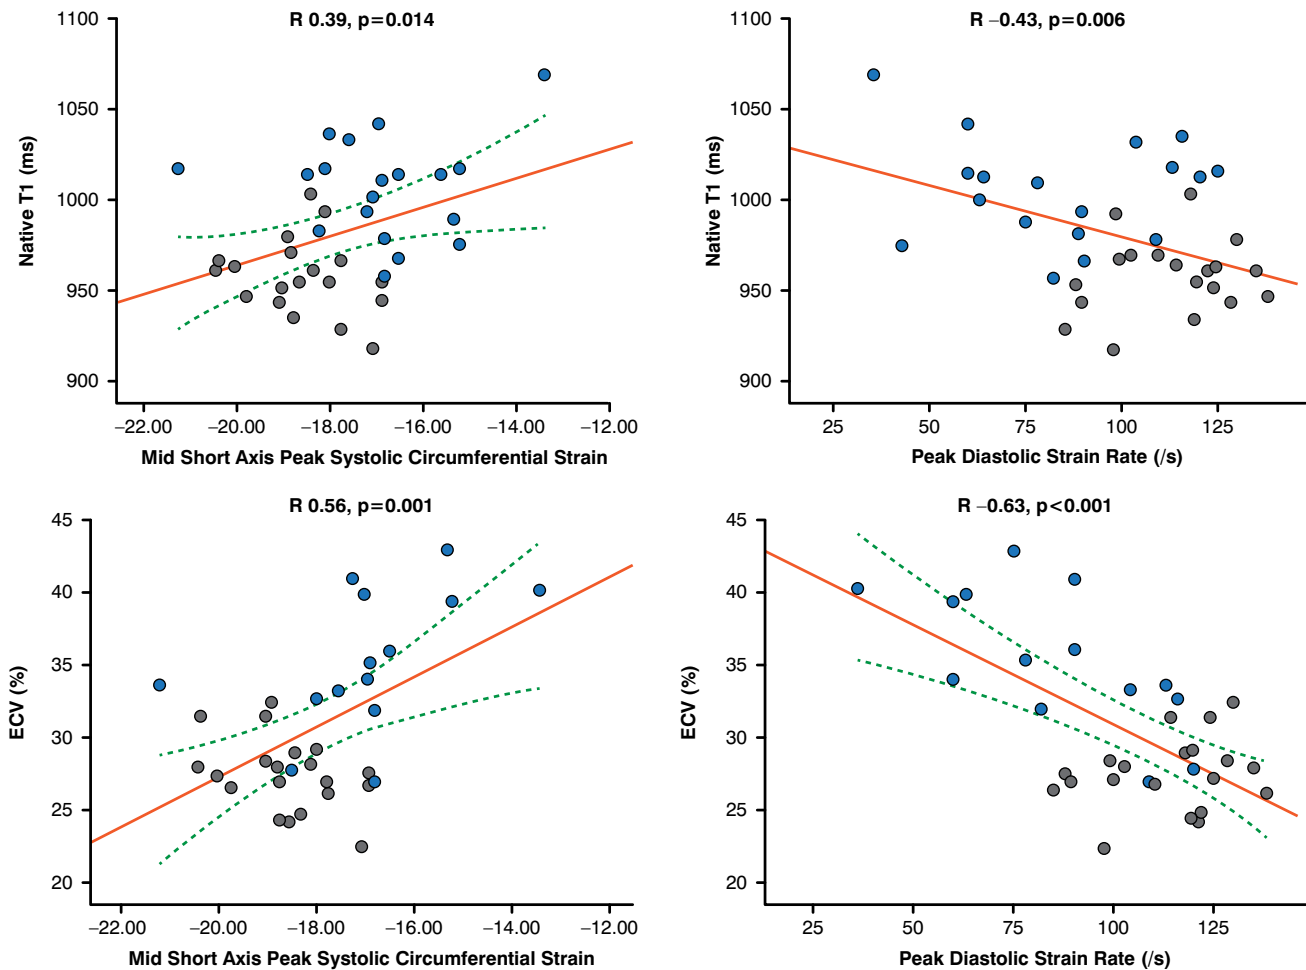 R 0.39, p=0.014
1100
1050
1000
950
900
Native T1 (ms)
−22.00 −20.00 −18.00 −16.00 −14.00 −12.00
Mid Short Axis Peak Systolic Circumferential Strain
R −0.43, p=0.006
1100
1050
1000
950
900
Native T1 (ms)
25 50 75 100 125
Peak Diastolic Strain Rate (/s)
R 0.56, p=0.001
45
40
35
30
25
20
ECV (%)
−22.00 −20.00 −18.00 −16.00 −14.00 −12.00
Mid Short Axis Peak Systolic Circumferential Strain
R −0.63, p<0.001
45
40
35
30
25
20
ECV (%)
25 50 75 100 125
Peak Diastolic Strain Rate (/s)